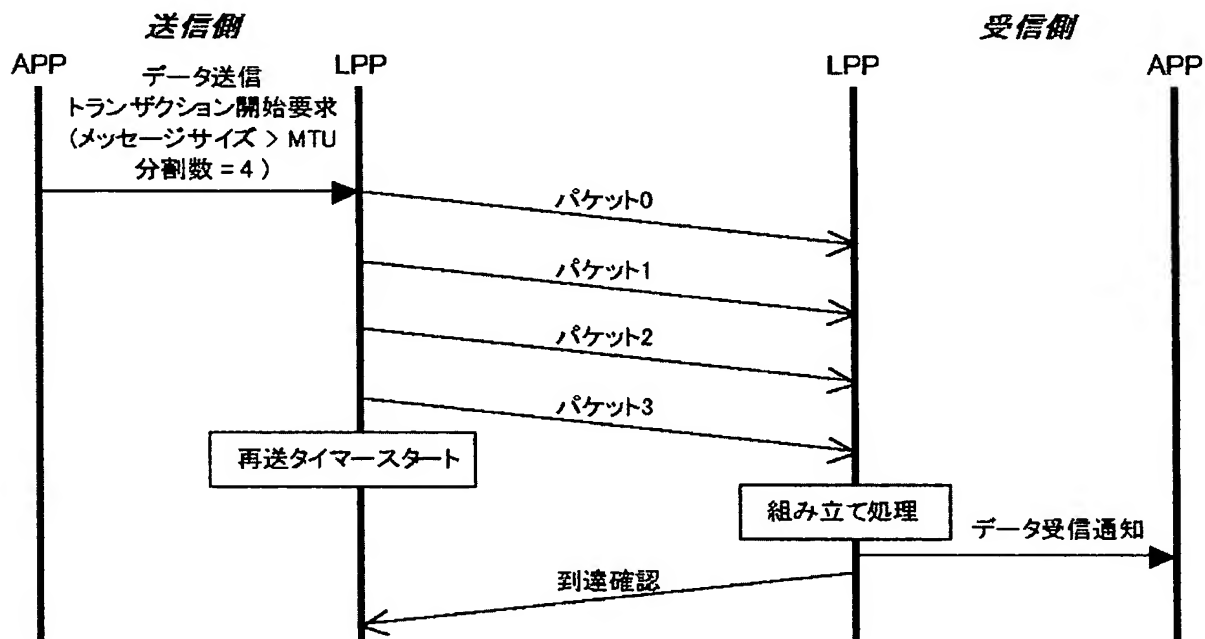 送信側
受信側
APP
LPP
LPP
APP
データ送信
トランザクション開始要求
(メッセージサイズ > MTU
分割数 = 4 )
パケット0
パケット1
パケット2
パケット3
再送タイマースタート
組み立て処理
データ受信通知
到達確認